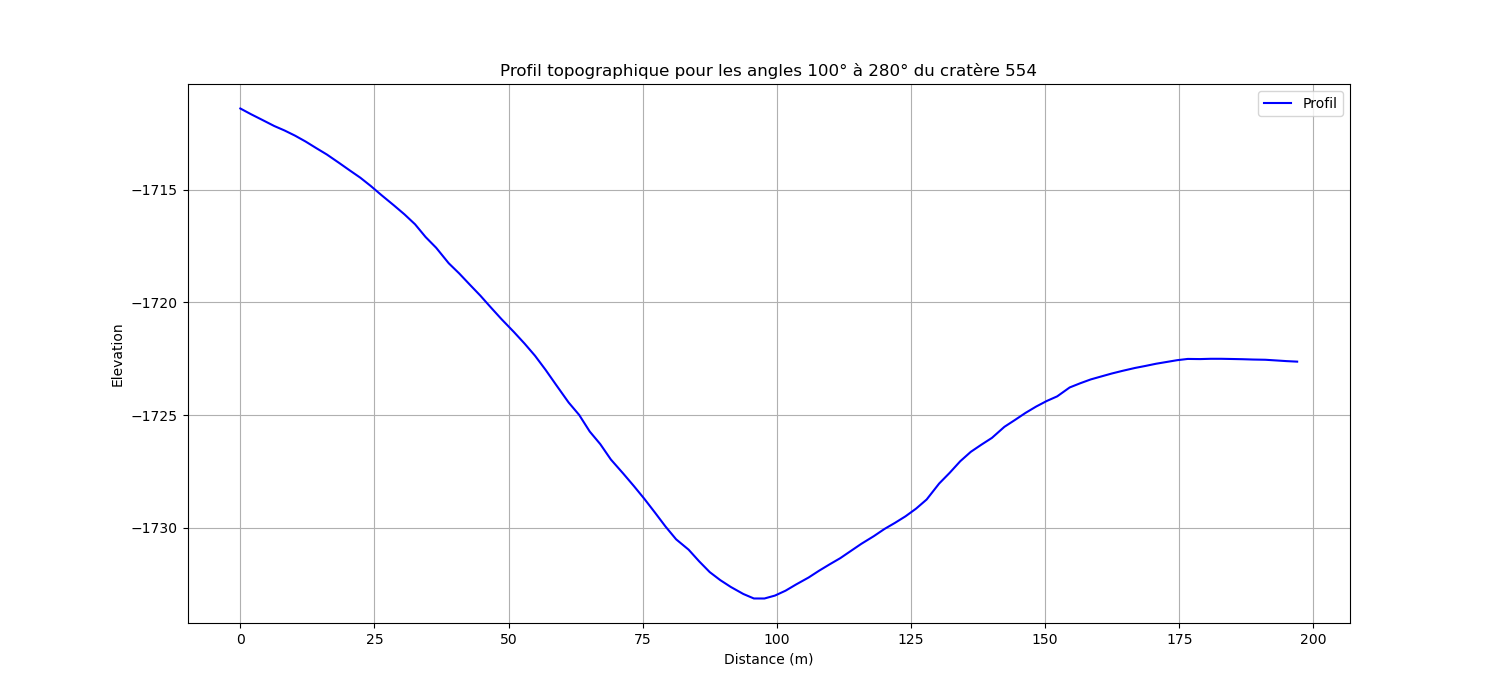 Profil topographique pour les angles 100° à 280° du cratère 554
Profil
−1715
−1720
−1725
−1730
Elevation
0 25 50 75 100 125 150 175 200
Distance (m)